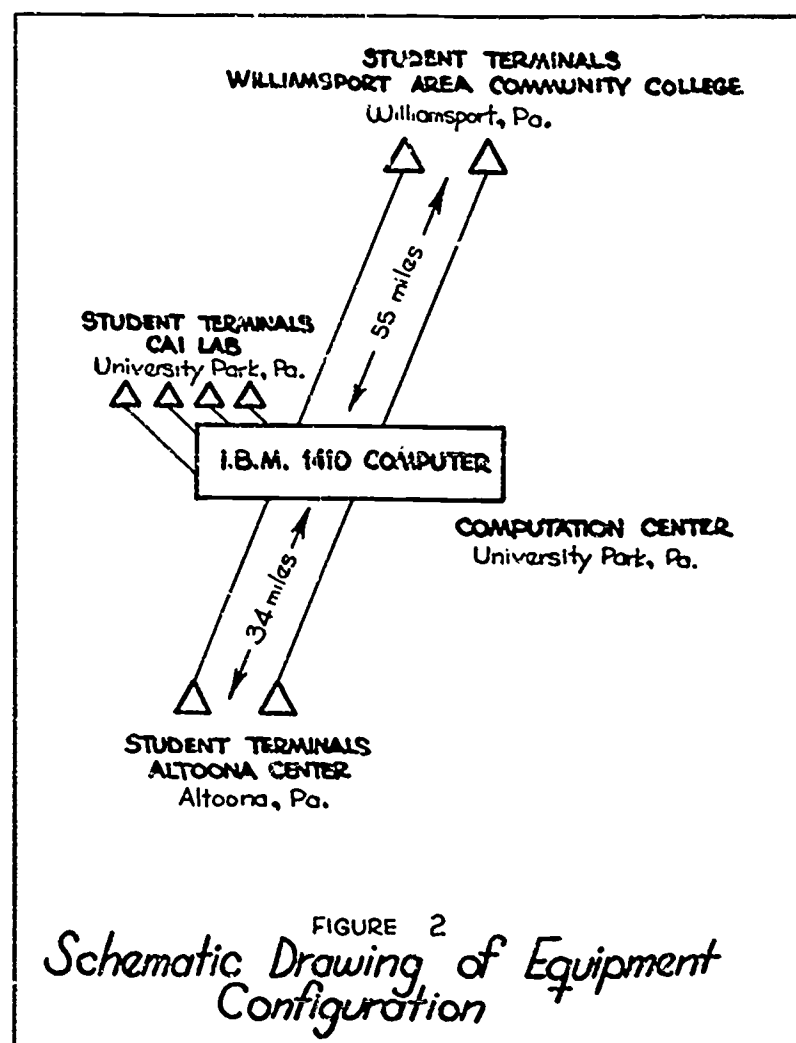 STUDENT TERMINALS
WILLIAMSPORT AREA COMMUNITY COLLEGE
Williamsport, Pa.
55 miles
STUDENT TERMINALS
CAI LAB
University Park, Pa.
I.B.M. 1410 COMPUTER
COMPUTATION CENTER
University Park, Pa.
34 miles
STUDENT TERMINALS
ALTOONA CENTER
Altoona, Pa.
FIGURE 2
Schematic Drawing of Equipment
Configuration